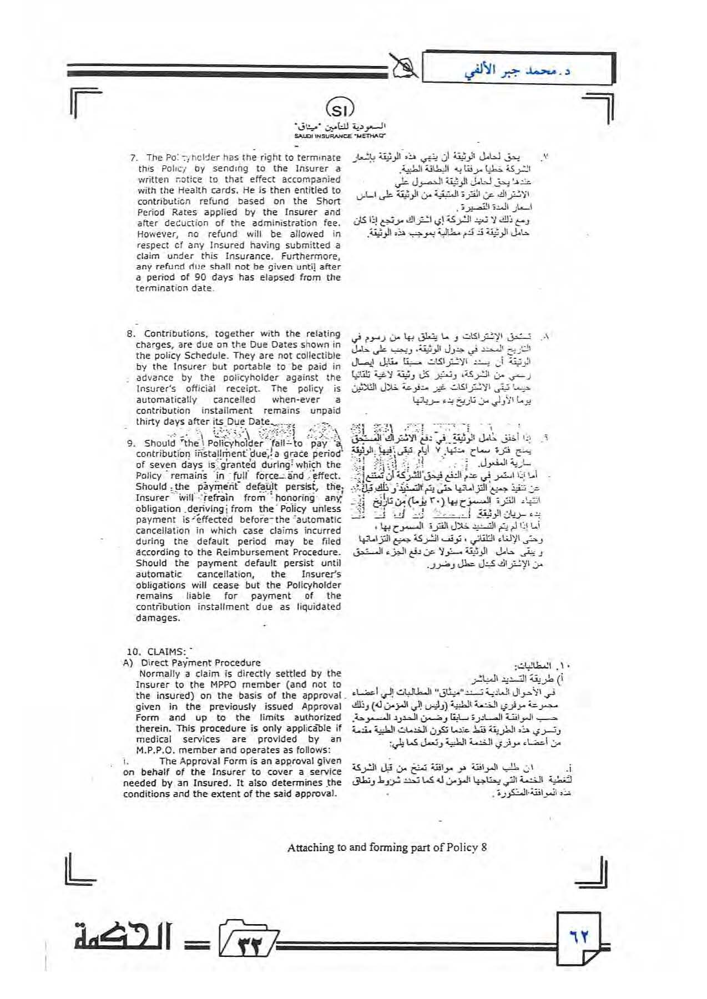 د. محمد جبر الألفي
SI
السعودية للتأمين "ميثاق"
SAUDI INSURANCE "METHAQ"
7. The Policyholder has the right to terminate
this Policy by sending to the Insurer a
written notice to that effect accompanied
with the Health cards. He is then entitled to
contribution refund based on the Short
Period Rates applied by the Insurer and
after deduction of the administration fee.
However, no refund will be allowed in
respect of any Insured having submitted a
claim under this Insurance. Furthermore,
any refund due shall not be given until after
a period of 90 days has elapsed from the
termination date.
٧. يحق لحامل الوثيقة أن ينهي هذه الوثيقة بإشعار
الشركة خطيا مرفقا به البطاقة الطبية.
عندها يحق لحامل الوثيقة الحصول على
الاشتراك عن الفترة المتبقية من الوثيقة على اساس
اسعار المدة القصيرة.
ومع ذلك لا تعيد الشركة إي اشتراك مرتجع إذا كان
حامل الوثيقة قد قدم مطالبة بموجب هذه الوثيقة.
8. Contributions, together with the relating
charges, are due on the Due Dates shown in
the policy Schedule. They are not collectible
by the Insurer but portable to be paid in
advance by the policyholder against the
Insurer's official receipt. The policy is
automatically cancelled when-ever a
contribution installment remains unpaid
thirty days after its Due Date.
٨. تستحق الإشتراكات و ما يتعلق بها من رسوم في
التاريخ المحدد في جدول الوثيقة، ويجب على حامل
الوثيقة أن يسدد الاشتراكات مسبقا مقابل إيصال
رسمي من الشركة، وتعتبر كل وثيقة لاغية تلقائيا
حيثما تبقى الاشتراكات غير مدفوعة خلال الثلاثين
يوما الأولي من تاريخ بدء سريانها
9. Should the Policyholder fail to pay a
contribution installment due, a grace period
of seven days is granted during which the
Policy remains in full force and effect.
Should the payment default persist, the
Insurer will refrain from honoring any
obligation deriving from the Policy unless
payment is effected before the automatic
cancellation in which case claims incurred
during the default period may be filed
according to the Reimbursement Procedure.
Should the payment default persist until
automatic cancellation, the Insurer's
obligations will cease but the Policyholder
remains liable for payment of the
contribution installment due as liquidated
damages.
٩. إذا أخفق حامل الوثيقة في دفع الاشتراك المستحق
يمنح فترة سماح مدتها ٧ أيام تبقى فيها الوثيقة
سارية المفعول.
أما إذا استمر في عدم الدفع فيحق للشركة أن تمتنع
عن تنفيذ جميع التزاماتها حتى يتم التسديد وذلك قبل
انتهاء الفترة المسموح بها (٣٠ يوما) من تاريخ
بدء سريان الوثيقة.
أما إذا لم يتم التسديد خلال الفترة المسموح بها ،
وحتى الإلغاء التلقائي ، توقف الشركة جميع التزاماتها
و يبقى حامل الوثيقة مسئولا عن دفع الجزء المستحق
من الإشتراك كبدل عطل وضرر.
10. CLAIMS:
A) Direct Payment Procedure
Normally a claim is directly settled by the
Insurer to the MPPO member (and not to
the insured) on the basis of the approval
given in the previously issued Approval
Form and up to the limits authorized
therein. This procedure is only applicable if
medical services are provided by an
M.P.P.O. member and operates as follows:
i. The Approval Form is an approval given
on behalf of the Insurer to cover a service
needed by an Insured. It also determines the
conditions and the extent of the said approval.
١٠. المطالبات:
أ) طريقة التسديد المباشر
في الأحوال العادية تسدد "ميثاق" المطالبات إلي أعضاء
مجموعة موفري الخدمة الطبية (وليس إلي المؤمن له) وذلك
حسب الموافقة الصادرة سابقا وضمن الحدود المسموحة.
وتسري هذه الطريقة فقط عندما تكون الخدمات الطبية مقدمة
من أعضاء موفري الخدمة الطبية وتعمل كما يلي:
i. ان طلب الموافقة هو موافقة تمنح من قبل الشركة
لتغطية الخدمة التي يحتاجها المؤمن له كما تحدد شروط ونطاق
هذه الموافقة المذكورة.
Attaching to and forming part of Policy 8
الحكمة
٣٢
٦٢